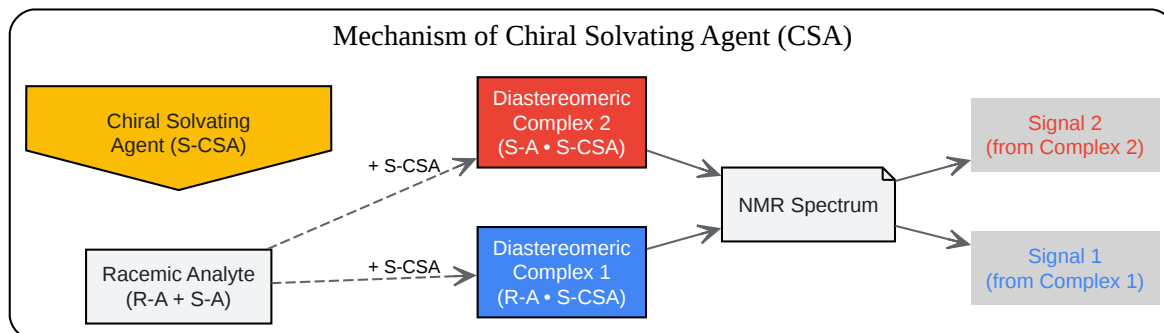 Mechanism of Chiral Solvating Agent (CSA)
Chiral Solvating
Agent (S-CSA)
Racemic Analyte
(R-A + S-A)
+ S-CSA
+ S-CSA
Diastereomeric
Complex 2
(S-A • S-CSA)
Diastereomeric
Complex 1
(R-A • S-CSA)
NMR Spectrum
Signal 2
(from Complex 2)
Signal 1
(from Complex 1)